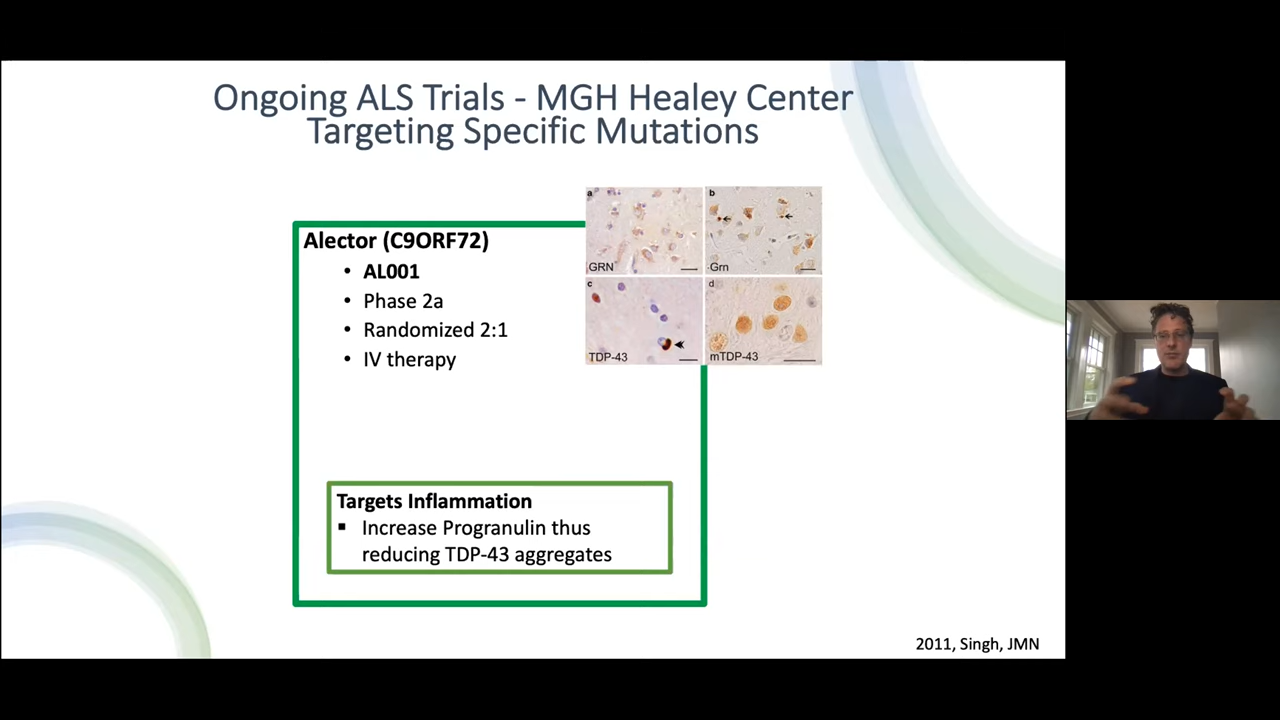 Ongoing ALS Trials - MGH Healey Center
Targeting Specific Mutations
Alector (C9ORF72)
• AL001
• Phase 2a
• Randomized 2:1
• IV therapy
a
GRN
b
Grn
c
TDP-43
d
mTDP-43
Targets Inflammation
▪ Increase Progranulin thus
reducing TDP-43 aggregates
2011, Singh, JMN